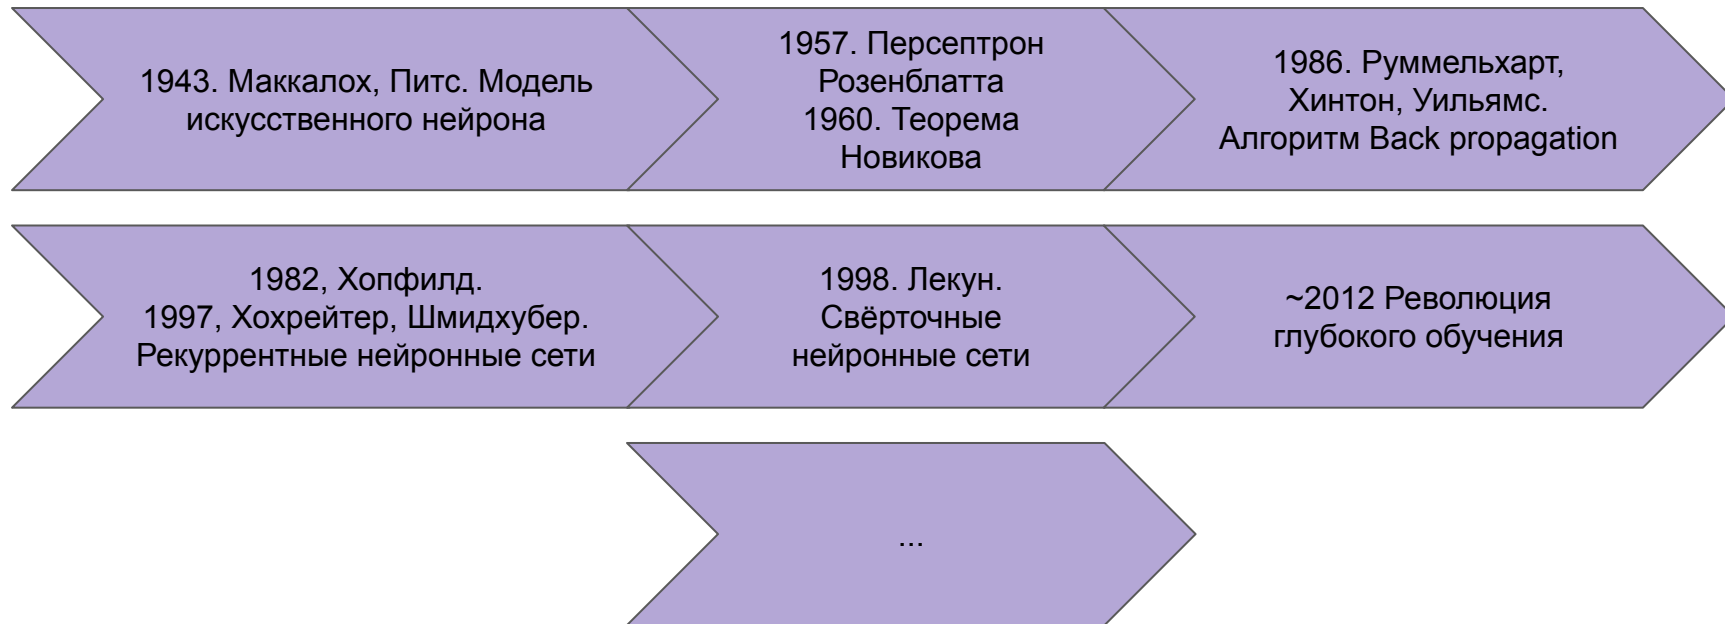 1943. Маккалох, Питс. Модель
искусственного нейрона
1957. Персептрон
Розенблатта
1960. Теорема
Новикова
1986. Руммельхарт,
Хинтон, Уильямс.
Алгоритм Back propagation
1982, Хопфилд.
1997, Хохрейтер, Шмидхубер.
Рекуррентные нейронные сети
1998. Лекун.
Свёрточные
нейронные сети
~2012 Революция
глубокого обучения
...